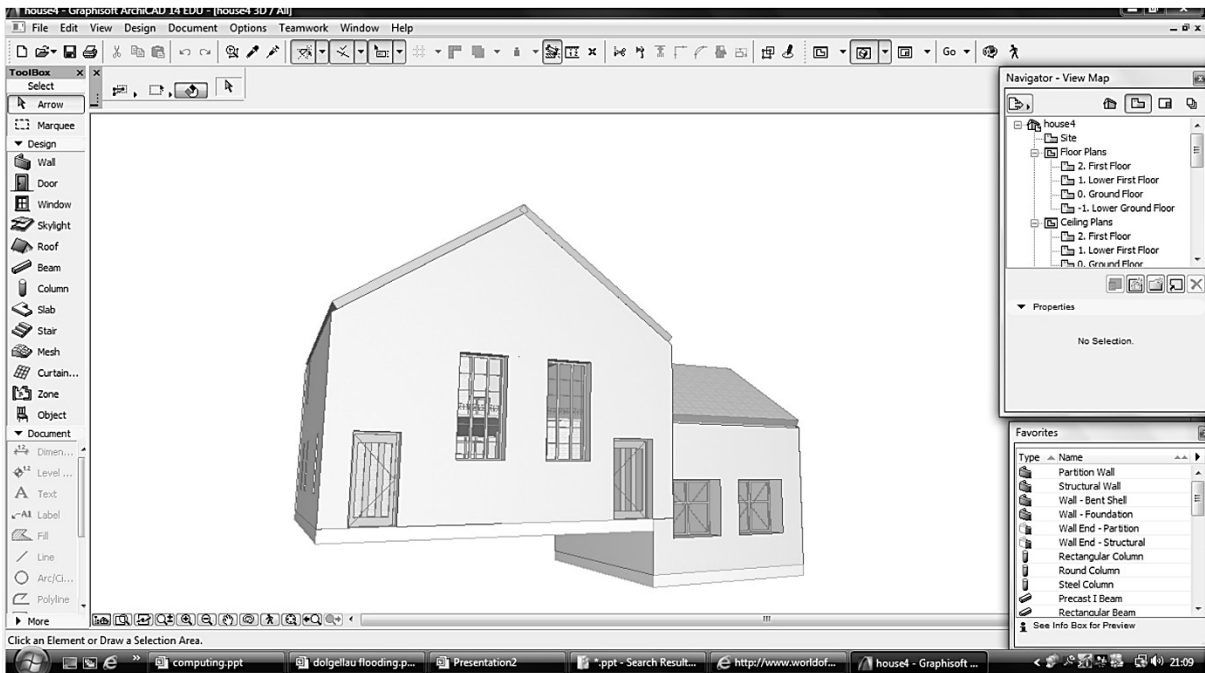 house4 - Graphisoft ArchiCAD 14 EDU - [house4 3D / All]
File Edit View Design Document Options Teamwork Window Help
Go
ToolBox
Select
Arrow
Marquee
Design
Wall
Door
Window
Skylight
Roof
Beam
Column
Slab
Stair
Mesh
Curtain...
Zone
Object
Document
Dimen...
Level ...
Text
Label
Fill
Line
Arc/Ci...
Polyline
More
Navigator - View Map
house4
Site
Floor Plans
2. First Floor
1. Lower First Floor
0. Ground Floor
-1. Lower Ground Floor
Ceiling Plans
2. First Floor
1. Lower First Floor
0. Ground Floor
Properties
No Selection.
Favorites
Type Name
Partition Wall
Structural Wall
Wall - Bent Shell
Wall - Foundation
Wall End - Partition
Wall End - Structural
Rectangular Column
Round Column
Steel Column
Precast I Beam
Rectangular Beam
See Info Box for Preview
Click an Element or Draw a Selection Area.
computing.ppt dolgellau flooding.p... Presentation2 *.ppt - Search Result... http://www.worldof... house4 - Graphisoft ... 21:09